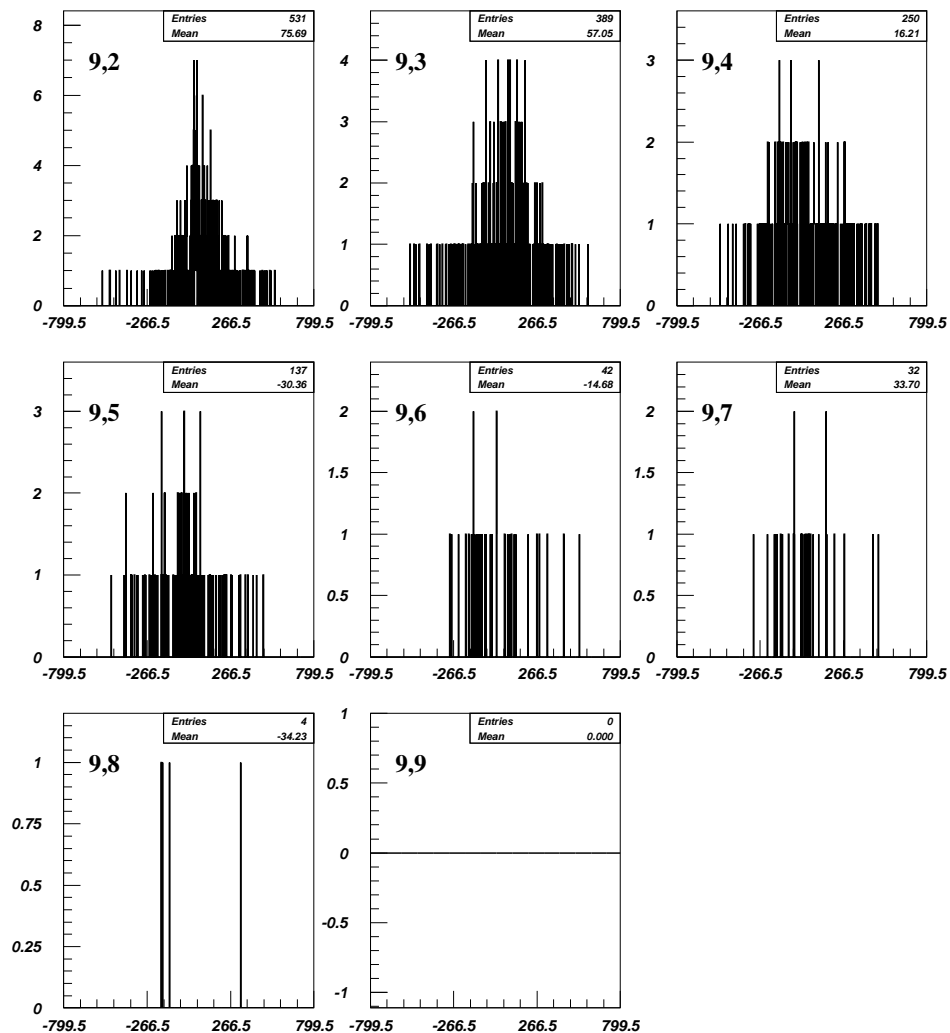 Entries 531
Mean 75.69
9,2
8
6
4
2
0
-799.5 -266.5 266.5 799.5
Entries 389
Mean 57.05
9,3
4
3
2
1
0
-799.5 -266.5 266.5 799.5
Entries 250
Mean 16.21
9,4
3
2
1
0
-799.5 -266.5 266.5 799.5
Entries 137
Mean -30.36
9,5
3
2
1
0
-799.5 -266.5 266.5 799.5
Entries 42
Mean -14.68
9,6
2
1.5
1
0.5
0
-799.5 -266.5 266.5 799.5
Entries 32
Mean 33.70
9,7
2
1.5
1
0.5
0
-799.5 -266.5 266.5 799.5
Entries 4
Mean -34.23
9,8
1
0.75
0.5
0.25
0
-799.5 -266.5 266.5 799.5
Entries 0
Mean 0.000
9,9
1
0.5
0
-0.5
-1
-799.5 -266.5 266.5 799.5